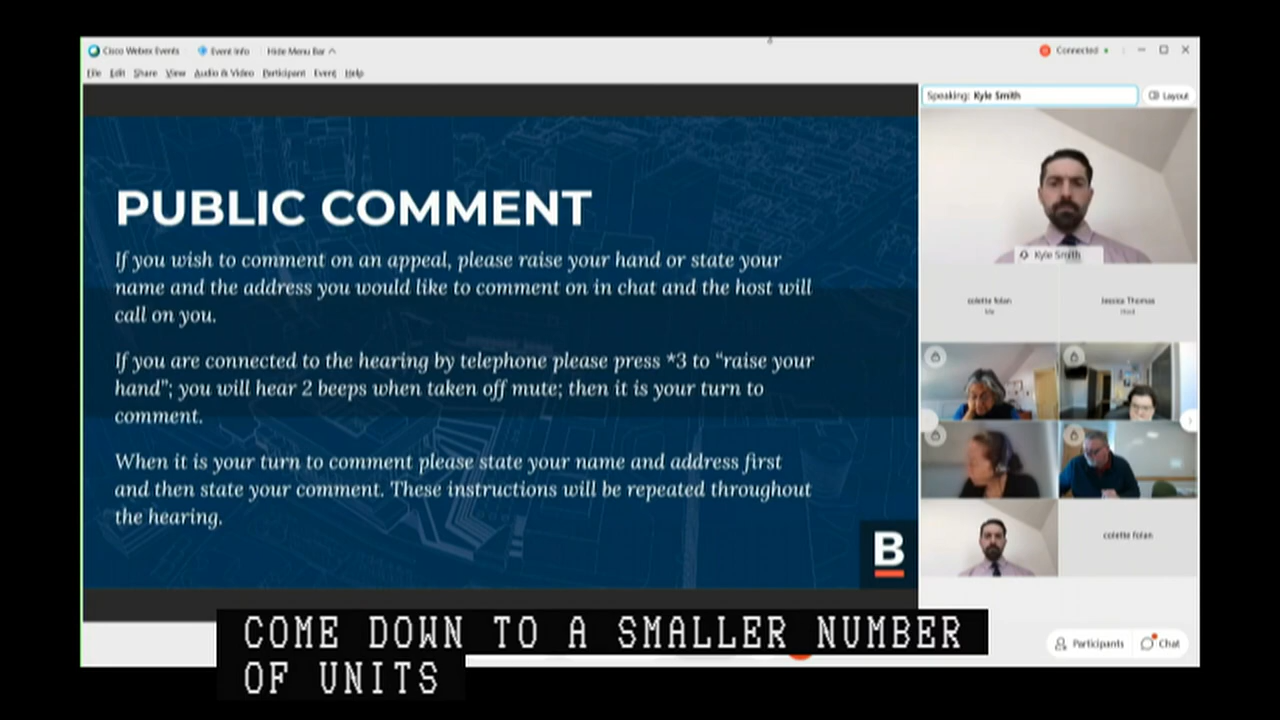 Cisco Webex Events Event Info Hide Menu Bar
Connected
File Edit Share View Audio & Video Participant Event Help
Speaking: Kyle Smith
Layout
PUBLIC COMMENT
If you wish to comment on an appeal, please raise your hand or state your
name and the address you would like to comment on in chat and the host will
call on you.
If you are connected to the hearing by telephone please press *3 to “raise your
hand”; you will hear 2 beeps when taken off mute; then it is your turn to
comment.
When it is your turn to comment please state your name and address first
and then state your comment. These instructions will be repeated throughout
the hearing.
B
Kyle Smith
colette folan
Me
Jessica Thomas
Host
colette folan
Participants
Chat
COME DOWN TO A SMALLER NUMBER
OF UNITS